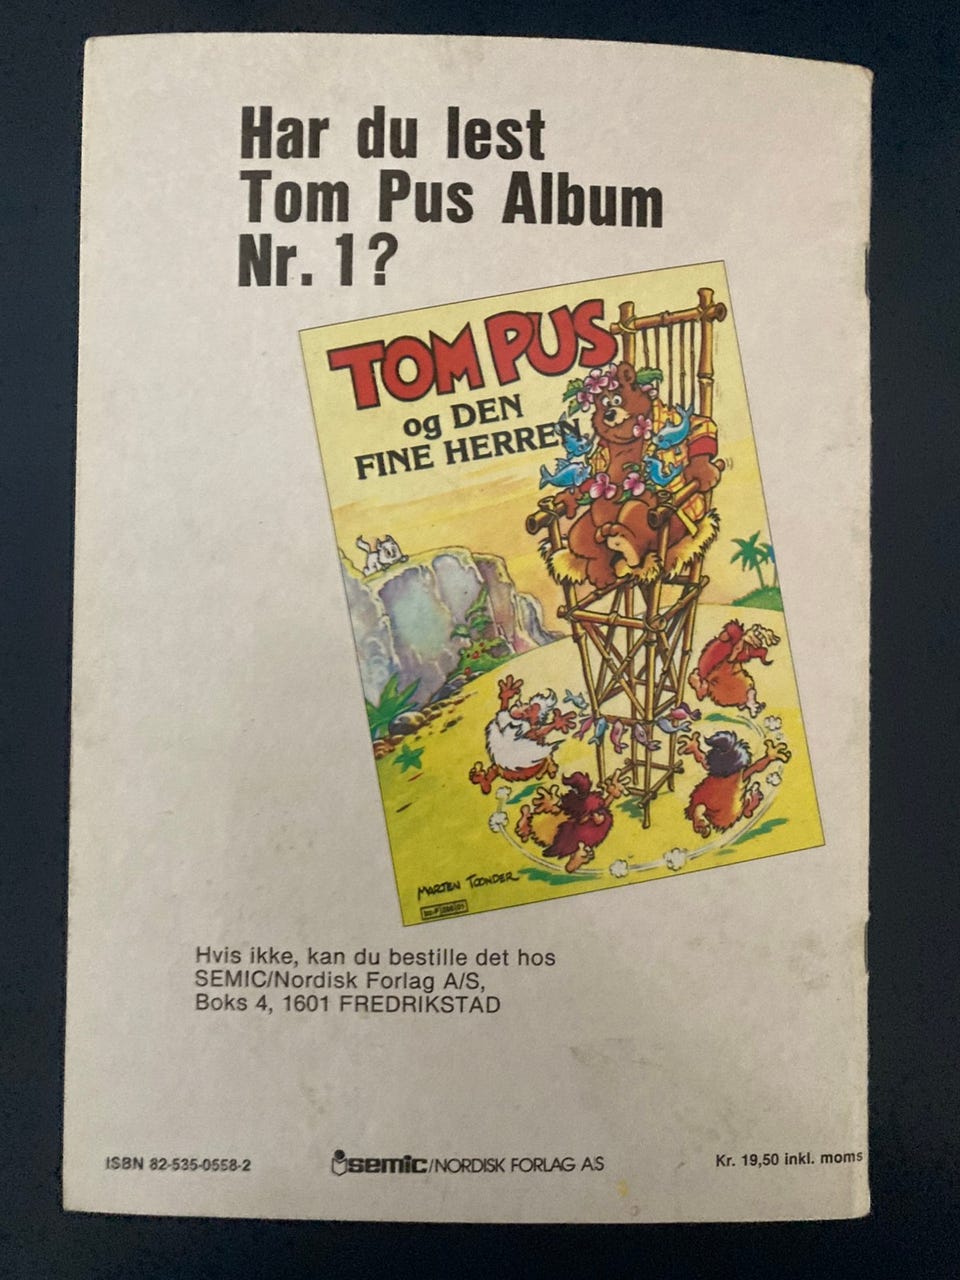 Har du lest
Tom Pus Album
Nr. 1?
TOM PUS
og DEN
FINE HERREN
MARTEN TOONDER
Hvis ikke, kan du bestille det hos
SEMIC/Nordisk Forlag A/S,
Boks 4, 1601 FREDRIKSTAD
ISBN 82-535-0558-2
semic/NORDISK FORLAG A/S
Kr. 19,50 inkl. moms